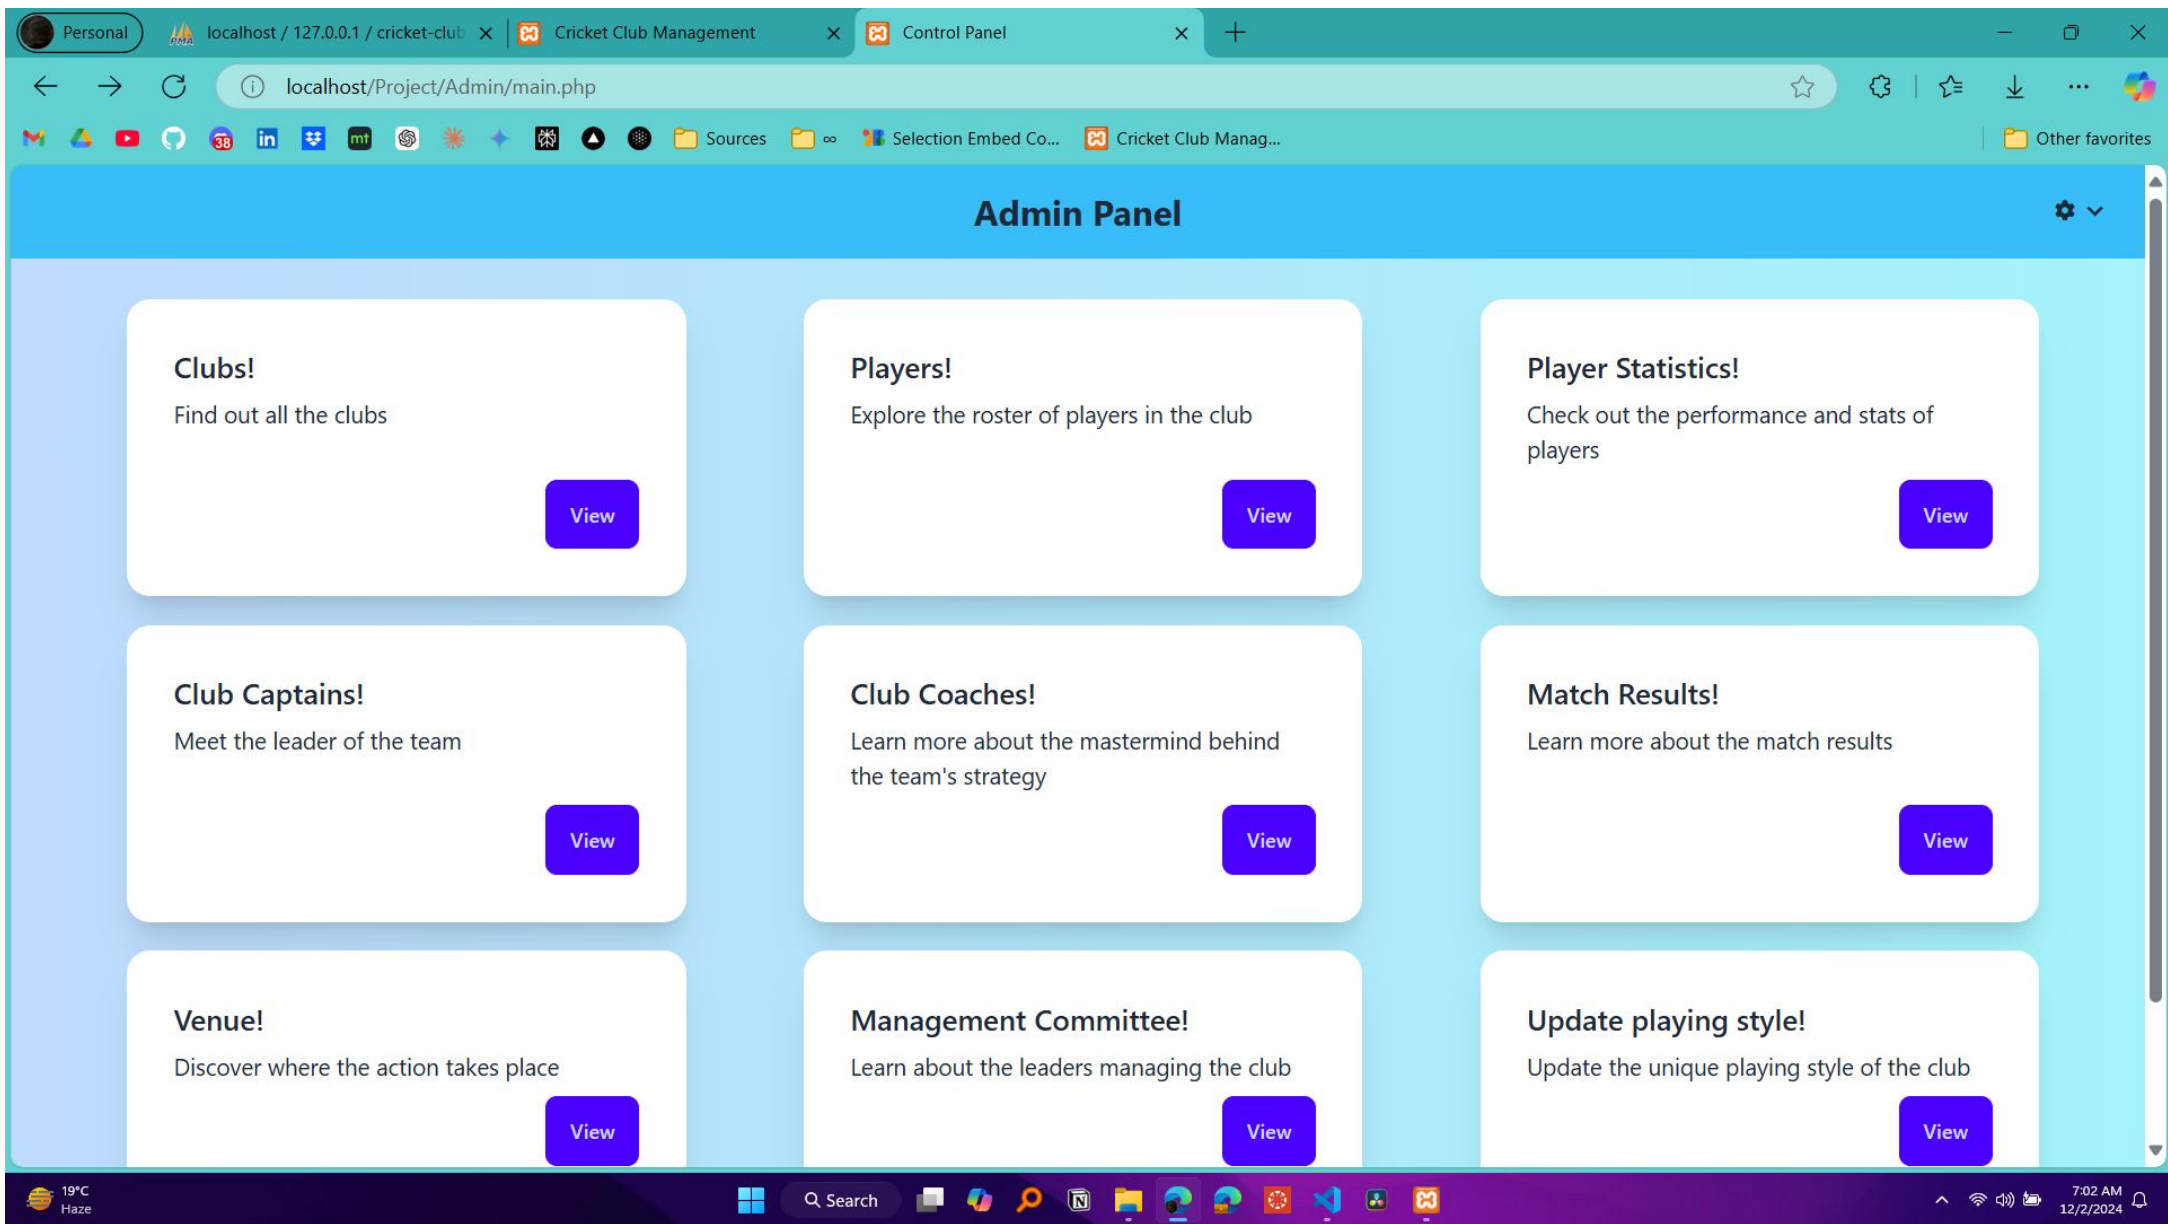 Personal
localhost / 127.0.0.1 / cricket-club
Cricket Club Management
Control Panel
localhost/Project/Admin/main.php
38
mt
Sources
∞
Selection Embed Co...
Cricket Club Manag...
Other favorites
Admin Panel
Clubs!
Find out all the clubs
View
Players!
Explore the roster of players in the club
View
Player Statistics!
Check out the performance and stats of
players
View
Club Captains!
Meet the leader of the team
View
Club Coaches!
Learn more about the mastermind behind
the team's strategy
View
Match Results!
Learn more about the match results
View
Venue!
Discover where the action takes place
View
Management Committee!
Learn about the leaders managing the club
View
Update playing style!
Update the unique playing style of the club
View
19°C
Haze
Search
7:02 AM
12/2/2024